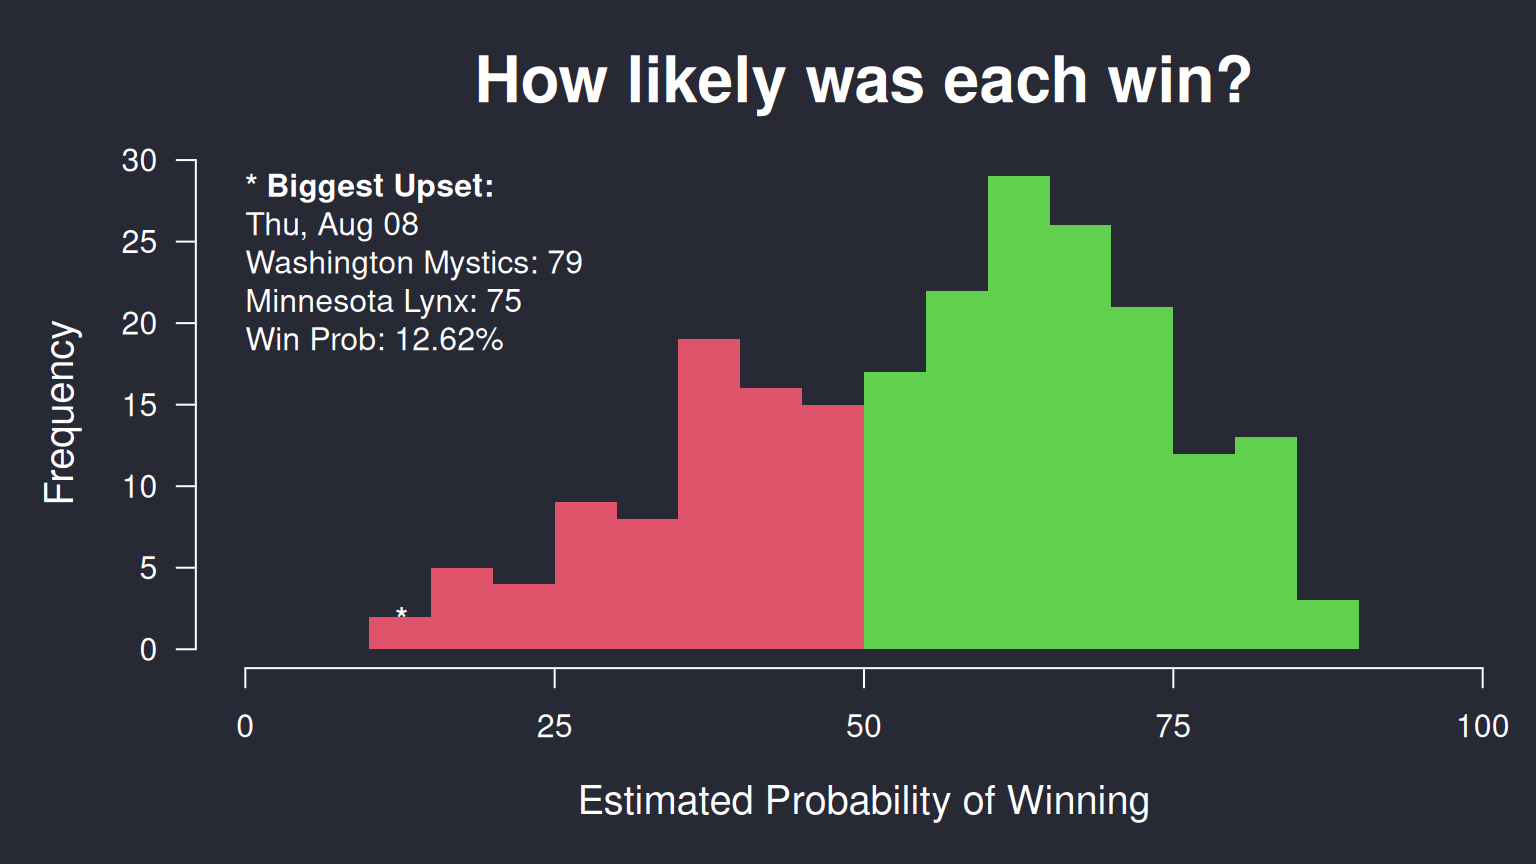 How likely was each win?
* Biggest Upset:
Thu, Aug 08
Washington Mystics: 79
Minnesota Lynx: 75
Win Prob: 12.62%
Frequency
30
25
20
15
10
5
0
*
0 25 50 75 100
Estimated Probability of Winning